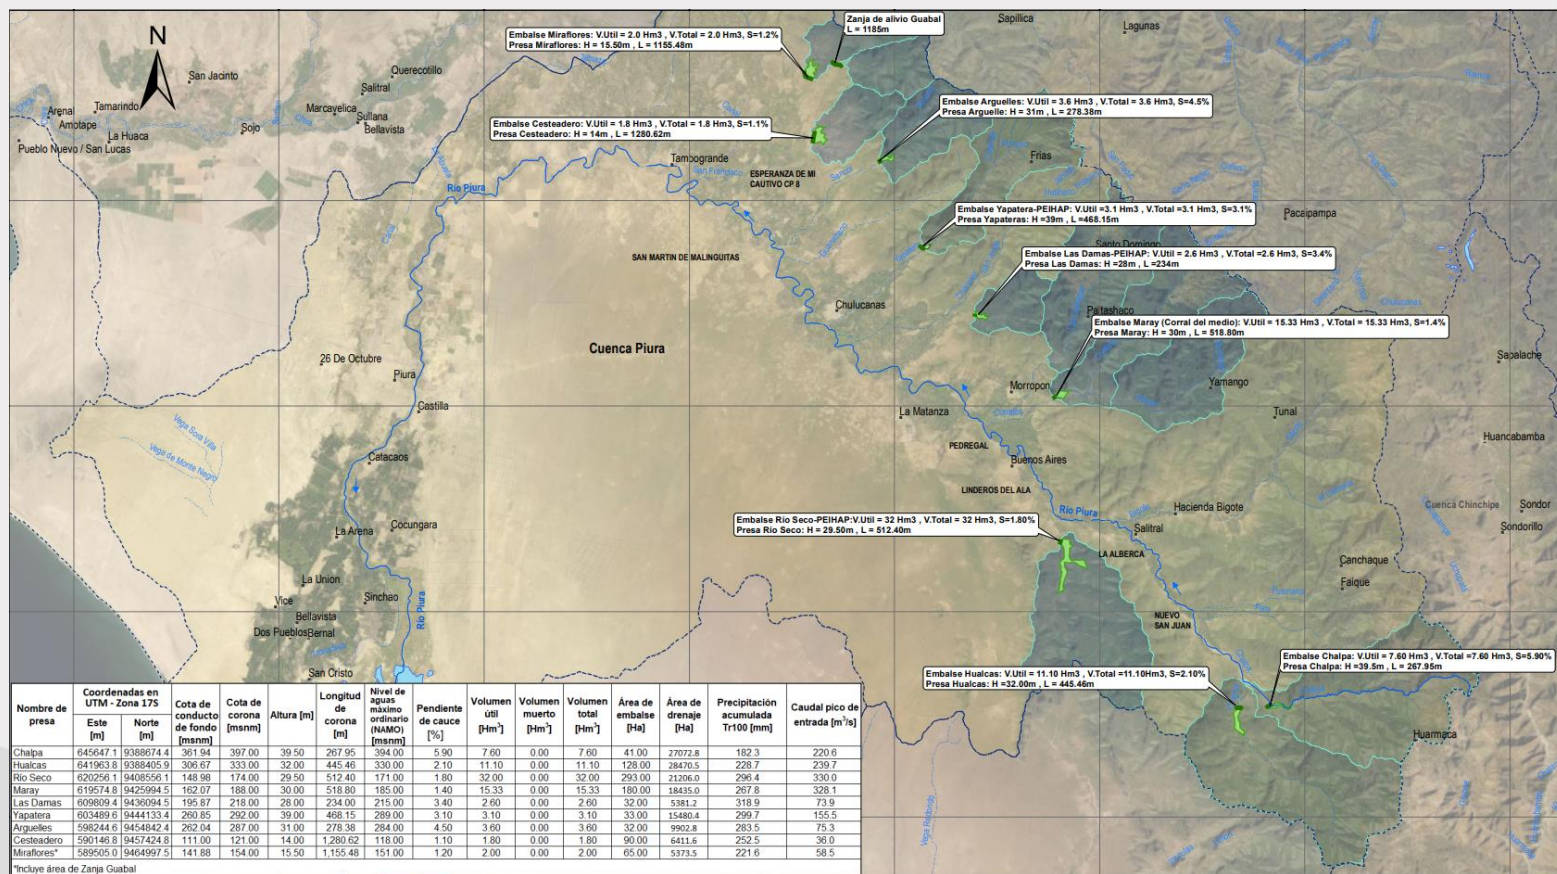 N
Zanja de alivio Guabal
L = 1185m
Embalse Miraflores: V.Util = 2.0 Hm3 , V.Total = 2.0 Hm3, S=1.2%
Presa Miraflores: H = 15.50m , L = 1155.48m
Sapillica
Lagunas
San Jacinto
Querecotillo
Salitral
Marcavelica
Sullana
Bellavista
Arenal
Tamarindo
Amotape
La Huaca
Sojo
Pueblo Nuevo / San Lucas
Embalse Arguelles: V.Util = 3.6 Hm3 , V.Total = 3.6 Hm3, S=4.5%
Presa Arguelle: H = 31m , L = 278.38m
Embalse Cesteadero: V.Util = 1.8 Hm3 , V.Total = 1.8 Hm3, S=1.1%
Presa Cesteadero: H = 14m , L = 1280.62m
Tambogrande
San Francisco
ESPERANZA DE MI
CAUTIVO CP 8
Frias
Río Piura
Embalse Yapatera-PEIHAP: V.Util =3.1 Hm3 , V.Total =3.1 Hm3, S=3.1%
Presa Yapateras: H =39m , L =468.15m
Pacaipampa
Santo Domingo
SAN MARTIN DE MALINGUITAS
Embalse Las Damas-PEIHAP: V.Util = 2.6 Hm3 , V.Total =2.6 Hm3, S=3.4%
Presa Las Damas: H =28m , L =234m
Chulucanas
Chulucanas
Paltashaco
Embalse Maray (Corral del medio): V.Util = 15.33 Hm3 , V.Total = 15.33 Hm3, S=1.4%
Presa Maray: H = 30m , L = 518.80m
Cuenca Piura
26 De Octubre
Piura
Castilla
Morropon
Yamango
Sapalache
La Matanza
Tunal
Vega Sora Villa
Vega de Monte Negro
PEDREGAL
Huancabamba
Catacaos
Buenos Aires
LINDEROS DEL ALA
Cuenca Chinchipe
Sondor
Sondorillo
Río Piura
Hacienda Bigote
Salitral
Embalse Río Seco-PEIHAP:V.Util = 32 Hm3 , V.Total = 32 Hm3, S=1.80%
Presa Río Seco: H = 29.50m , L = 512.40m
La Arena
Cocungara
LA ALBERCA
Canchaque
Faique
La Union
Vice
Sinchao
Río Piura
Bellavista
Dos Pueblos
Bernal
NUEVO
SAN JUAN
San Cristo
Embalse Chalpa: V.Util = 7.60 Hm3 , V.Total =7.60 Hm3, S=5.90%
Presa Chalpa: H =39.5m , L = 267.95m
Embalse Hualcas: V.Util = 11.10 Hm3 , V.Total =11.10Hm3, S=2.10%
Presa Hualcas: H =32.00m , L = 445.46m
Huarmaca
Vega Redondo
Nombre de presa | Coordenadas en UTM - Zona 17S Este [m] | Norte [m] | Cota de conducto de fondo [msnm] | Cota de corona [msnm] | Altura [m] | Longitud de corona [m] | Nivel de aguas máximo ordinario (NAMO) [msnm] | Pendiente de cauce [%] | Volumen útil [Hm³] | Volumen muerto [Hm³] | Volumen total [Hm³] | Área de embalse [Ha] | Área de drenaje [Ha] | Precipitación acumulada Tr100 [mm] | Caudal pico de entrada [m³/s]
Chalpa 645647.1 9388674.4 361.94 397.00 39.50 267.95 394.00 5.90 7.60 0.00 7.60 41.00 27072.8 182.3 220.6
Hualcas 641963.8 9388405.9 306.67 333.00 32.00 445.46 330.00 2.10 11.10 0.00 11.10 128.00 28470.5 228.7 239.7
Río Seco 620256.1 9408556.1 148.98 174.00 29.50 512.40 171.00 1.80 32.00 0.00 32.00 293.00 21206.0 296.4 330.0
Maray 619574.8 9425994.5 162.07 188.00 30.00 518.80 185.00 1.40 15.33 0.00 15.33 180.00 18435.0 267.8 328.1
Las Damas 609809.4 9436094.5 195.87 218.00 28.00 234.00 215.00 3.40 2.60 0.00 2.60 32.00 5381.2 318.9 73.9
Yapatera 603489.6 9444133.4 260.85 292.00 39.00 468.15 289.00 3.10 3.10 0.00 3.10 33.00 15480.4 299.7 155.5
Arguelles 598244.6 9454842.4 262.04 287.00 31.00 278.38 284.00 4.50 3.60 0.00 3.60 32.00 9902.8 283.5 75.3
Cesteadero 590146.8 9457424.8 111.00 121.00 14.00 1,280.62 118.00 1.10 1.80 0.00 1.80 90.00 6411.6 252.5 36.0
Miraflores* 589505.0 9464997.5 141.88 154.00 15.50 1,155.48 151.00 1.20 2.00 0.00 2.00 65.00 5373.5 221.6 58.5
*Incluye área de Zanja Guabal